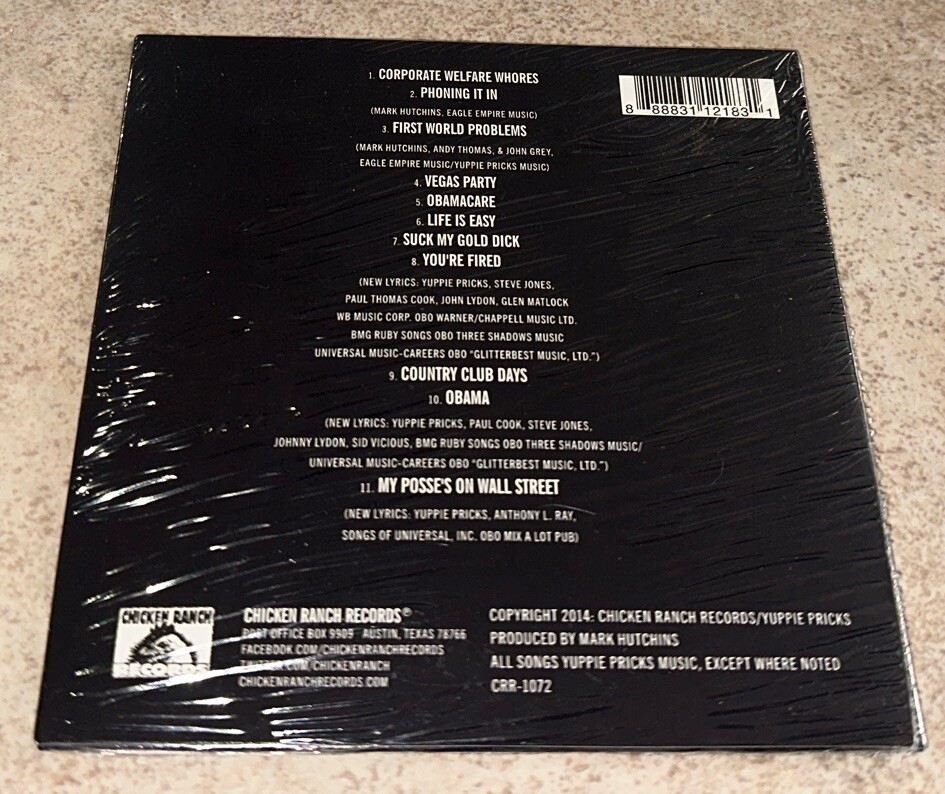 1. CORPORATE WELFARE WHORES
2. PHONING IT IN
(MARK HUTCHINS, EAGLE EMPIRE MUSIC)
3. FIRST WORLD PROBLEMS
(MARK HUTCHINS, ANDY THOMAS, & JOHN GREY,
EAGLE EMPIRE MUSIC/YUPPIE PRICKS MUSIC)
4. VEGAS PARTY
5. OBAMACARE
6. LIFE IS EASY
7. SUCK MY GOLD DICK
8. YOU'RE FIRED
(NEW LYRICS: YUPPIE PRICKS, STEVE JONES,
PAUL THOMAS COOK, JOHN LYDON, GLEN MATLOCK
WB MUSIC CORP. OBO WARNER/CHAPPELL MUSIC LTD.
BMG RUBY SONGS OBO THREE SHADOWS MUSIC
UNIVERSAL MUSIC-CAREERS OBO "GLITTERBEST MUSIC, LTD.")
9. COUNTRY CLUB DAYS
10. OBAMA
(NEW LYRICS: YUPPIE PRICKS, PAUL COOK, STEVE JONES,
JOHNNY LYDON, SID VICIOUS, BMG RUBY SONGS OBO THREE SHADOWS MUSIC/
UNIVERSAL MUSIC-CAREERS OBO "GLITTERBEST MUSIC, LTD.")
11. MY POSSE'S ON WALL STREET
(NEW LYRICS: YUPPIE PRICKS, ANTHONY L. RAY,
SONGS OF UNIVERSAL, INC. OBO MIX A LOT PUB)
8 88831 12183 1
CHICKEN RANCH
RECORDS
CHICKEN RANCH RECORDS®
POST OFFICE BOX 9909 AUSTIN, TEXAS 78766
FACEBOOK.COM/CHICKENRANCHRECORDS
TWITTER.COM/CHICKENRANCH
CHICKENRANCHRECORDS.COM
COPYRIGHT 2014: CHICKEN RANCH RECORDS/YUPPIE PRICKS
PRODUCED BY MARK HUTCHINS
ALL SONGS YUPPIE PRICKS MUSIC, EXCEPT WHERE NOTED
CRR-1072